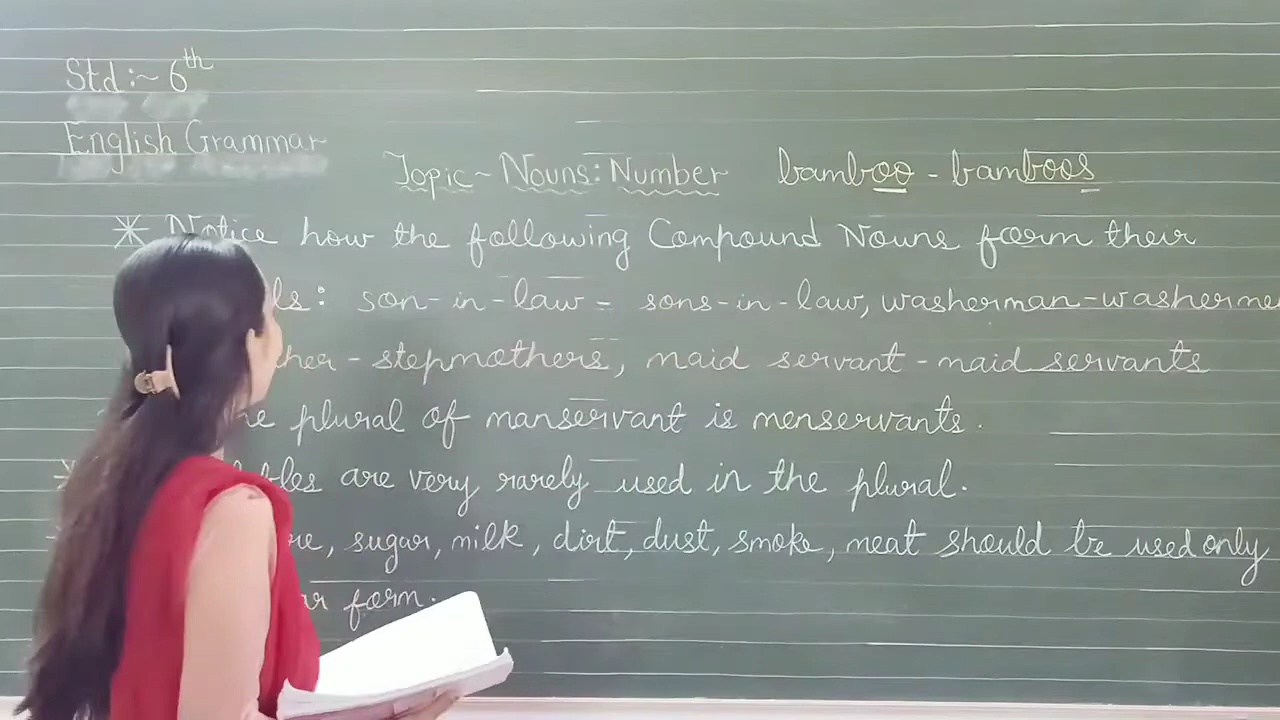 Std :~ 6th
English Grammar
Topic ~ Nouns : Number bamboo - bamboos
* Notice how the following Compound Nouns form their
: son-in-law = sons-in-law, washerman-washerme
- stepmothers, maid servant - maid servants
plural of manservant is menservants.
are very rarely used in the plural.
, sugar, milk, dirt, dust, smoke, meat should be used only
form.